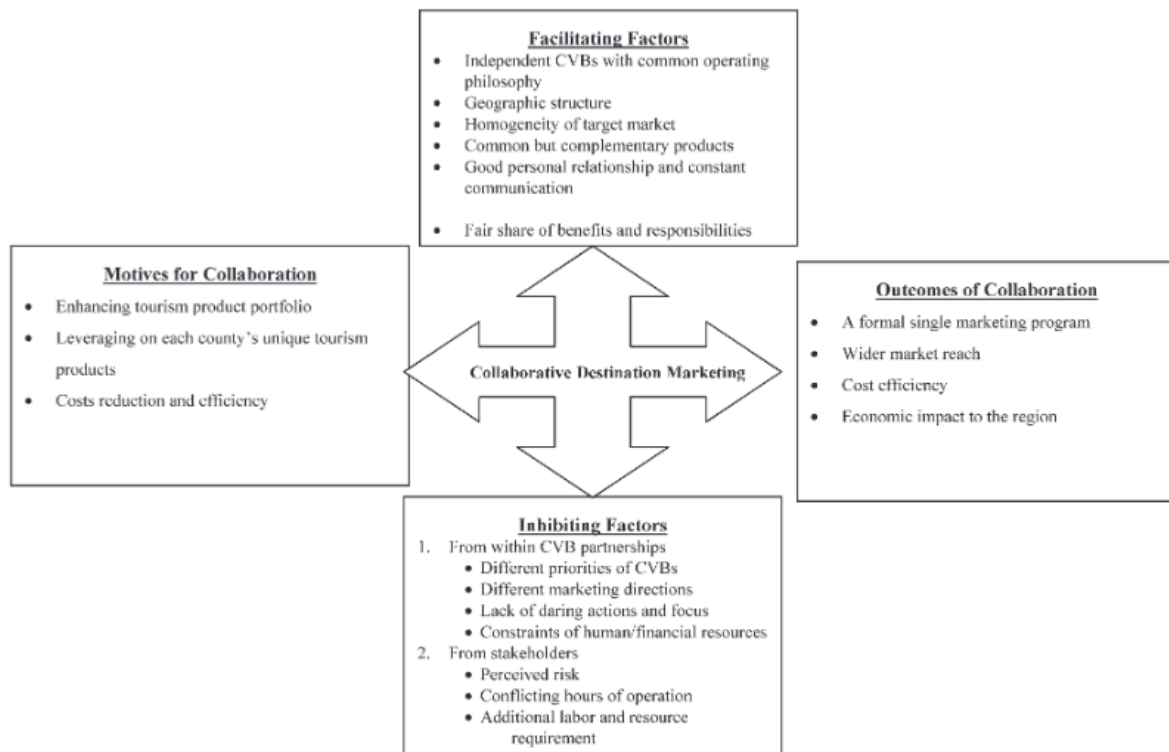 Facilitating Factors
• Independent CVBs with common operating
philosophy
• Geographic structure
• Homogeneity of target market
• Common but complementary products
• Good personal relationship and constant
communication
• Fair share of benefits and responsibilities
Motives for Collaboration
• Enhancing tourism product portfolio
• Leveraging on each county's unique tourism
products
• Costs reduction and efficiency
Collaborative Destination Marketing
Outcomes of Collaboration
• A formal single marketing program
• Wider market reach
• Cost efficiency
• Economic impact to the region
Inhibiting Factors
1. From within CVB partnerships
• Different priorities of CVBs
• Different marketing directions
• Lack of daring actions and focus
• Constraints of human/financial resources
2. From stakeholders
• Perceived risk
• Conflicting hours of operation
• Additional labor and resource
requirement